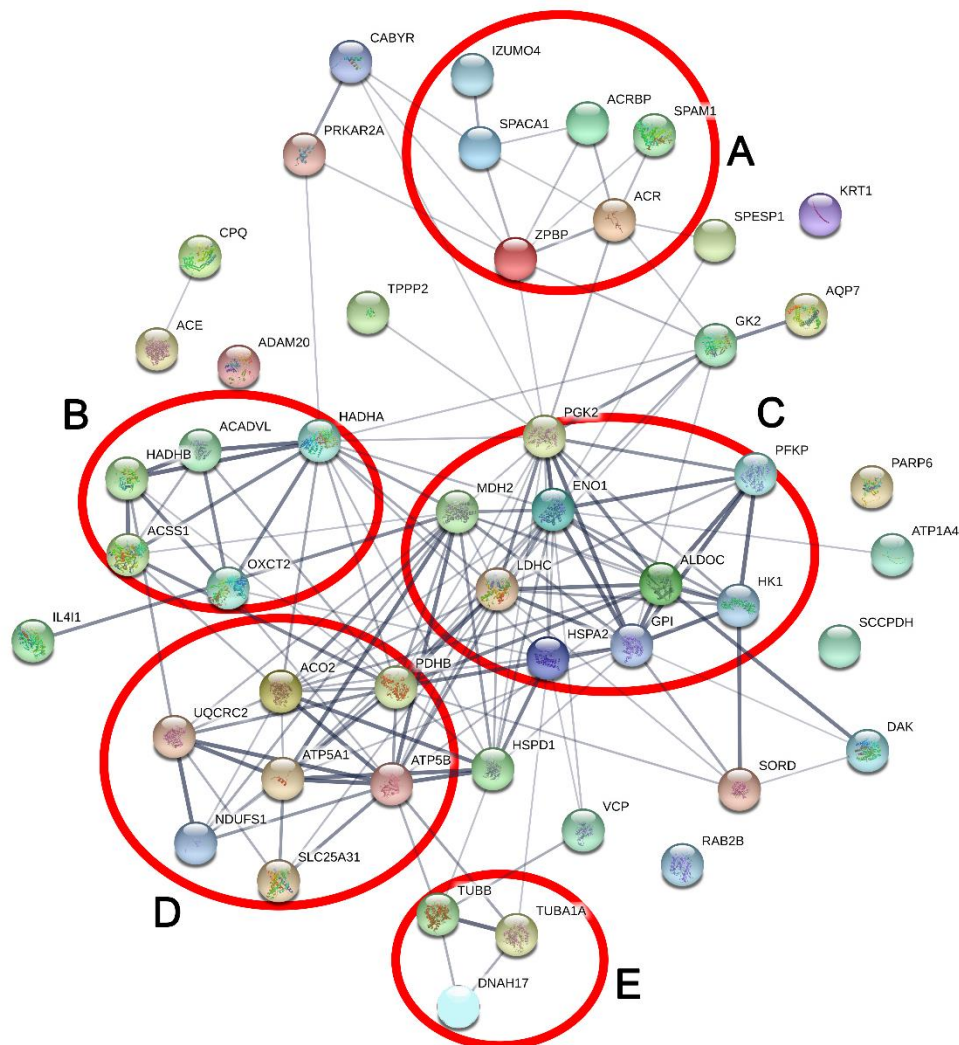 CABYR
IZUMO4
ACRBP
SPAM1
SPACA1
PRKAR2A
A
ACR
KRT1
SPESP1
CPQ
ZPBP
TPPP2
AQP7
GK2
ACE
ADAM20
B
HADHA
PGK2
C
ACADVL
HADHB
PFKP
MDH2
ENO1
PARP6
ACSS1
ATP1A4
OXCT2
LDHC
ALDOC
HK1
IL4I1
GPI
SCCPDH
HSPA2
ACO2
PDHB
UQCRC2
DAK
HSPD1
ATP5A1
ATP5B
SORD
NDUFS1
VCP
SLC25A31
RAB2B
D
TUBB
TUBA1A
DNAH17
E